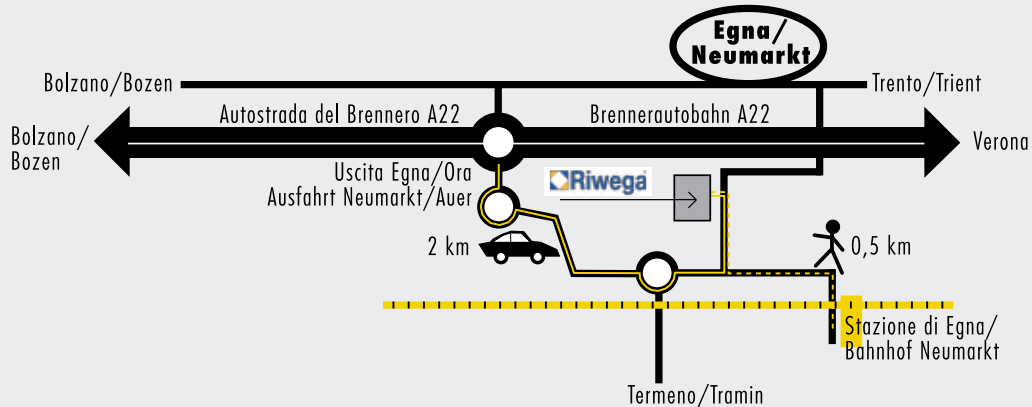 Egna/
Neumarkt
Bolzano/Bozen
Trento/Trient
Autostrada del Brennero A22
Brennerautobahn A22
Bolzano/
Bozen
Verona
Uscita Egna/Ora
Ausfahrt Neumarkt/Auer
Riwega
2 km
0,5 km
Stazione di Egna/
Bahnhof Neumarkt
Termeno/Tramin